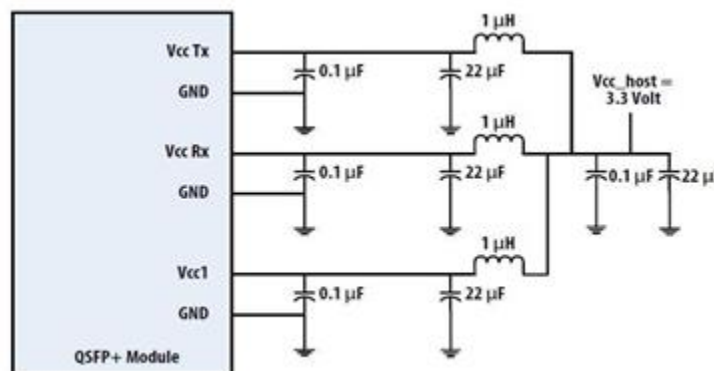 1 µH
Vcc Tx
0.1 µF
22 µF
GND
Vcc_host =
3.3 Volt
1 µH
Vcc Rx
0.1 µF
22 µF
0.1 µF
22 µ
GND
1 µH
Vcc1
0.1 µF
22 µF
GND
QSFP+ Module